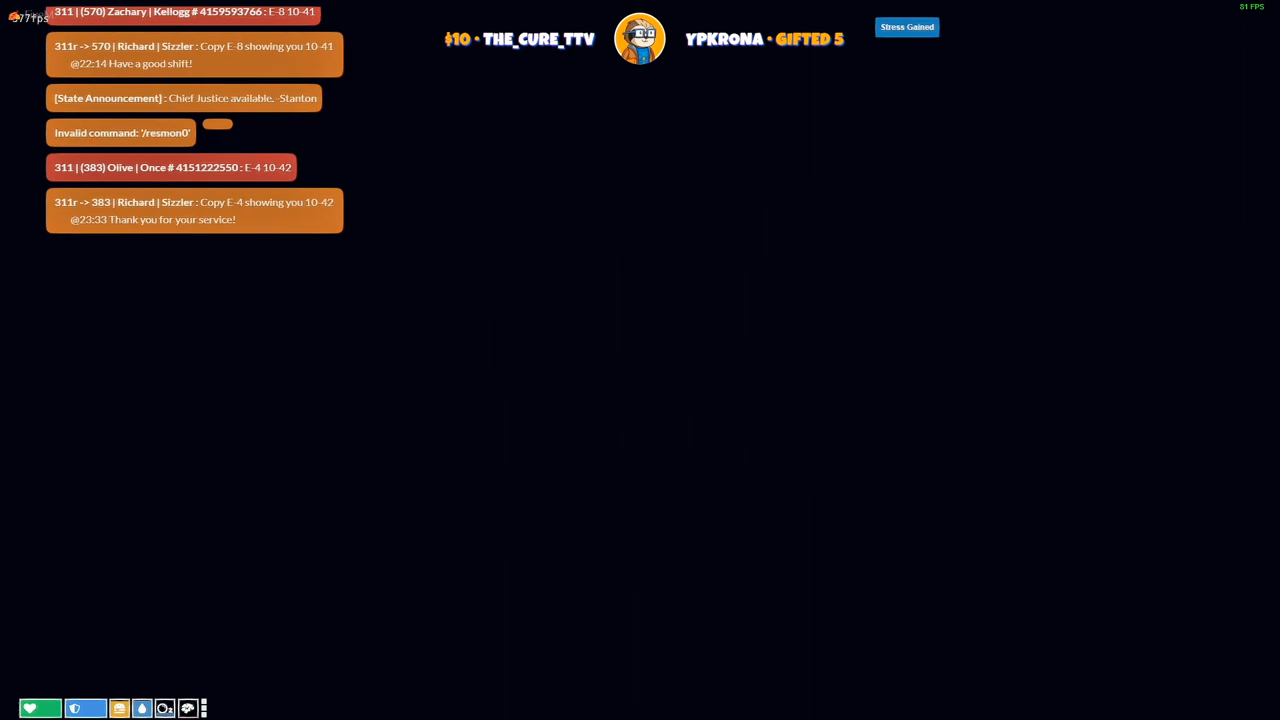 377fps
311 | (570) Zachary | Kellogg # 4159593766 : E-8 10-41
311r -> 570 | Richard | Sizzler : Copy E-8 showing you 10-41
@22:14 Have a good shift!
[State Announcement] : Chief Justice available. -Stanton
Invalid command: '/resmon0'
311 | (383) Olive | Once # 4151222550 : E-4 10-42
311r -> 383 | Richard | Sizzler : Copy E-4 showing you 10-42
@23:33 Thank you for your service!
$10 • THE_CURE_TTV
YPKRONA • GIFTED 5
Stress Gained
81 FPS
O2